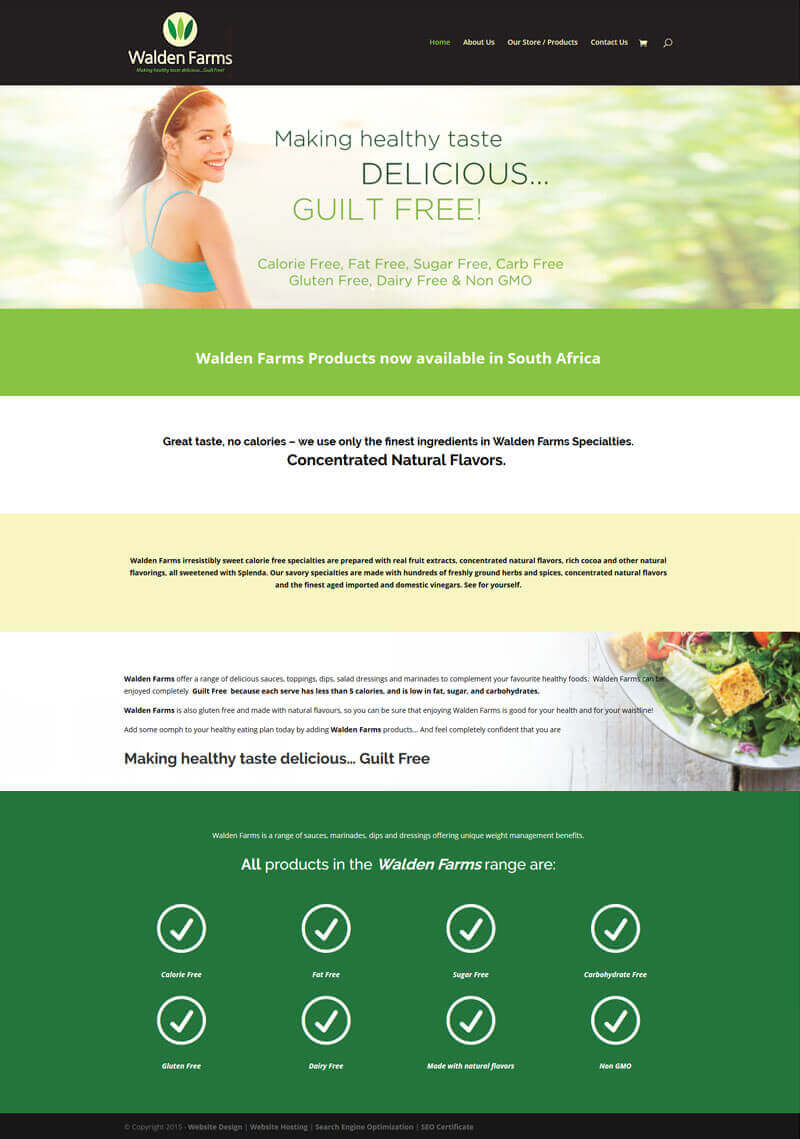 Walden Farms
Making healthy taste delicious...Guilt Free!
Home
About Us
Our Store / Products
Contact Us
Making healthy taste
DELICIOUS...
GUILT FREE!
Calorie Free, Fat Free, Sugar Free, Carb Free
Gluten Free, Dairy Free & Non GMO
Walden Farms Products now available in South Africa
Great taste, no calories – we use only the finest ingredients in Walden Farms Specialties.
Concentrated Natural Flavors.
Walden Farms irresistibly sweet calorie free specialties are prepared with real fruit extracts, concentrated natural flavors, rich cocoa and other natural
flavorings, all sweetened with Splenda. Our savory specialties are made with hundreds of freshly ground herbs and spices, concentrated natural flavors
and the finest aged imported and domestic vinegars. See for yourself.
Walden Farms offer a range of delicious sauces, toppings, dips, salad dressings and marinades to complement your favourite healthy foods. Walden Farms can be
enjoyed completely Guilt Free because each serve has less than 5 calories, and is low in fat, sugar, and carbohydrates.
Walden Farms is also gluten free and made with natural flavours, so you can be sure that enjoying Walden Farms is good for your health and for your waistline!
Add some oomph to your healthy eating plan today by adding Walden Farms products... And feel completely confident that you are
Making healthy taste delicious... Guilt Free
Walden Farms is a range of sauces, marinades, dips and dressings offering unique weight management benefits.
All products in the Walden Farms range are:
Calorie Free
Fat Free
Sugar Free
Carbohydrate Free
Gluten Free
Dairy Free
Made with natural flavors
Non GMO
© Copyright 2015 - Website Design | Website Hosting | Search Engine Optimization | SEO Certificate